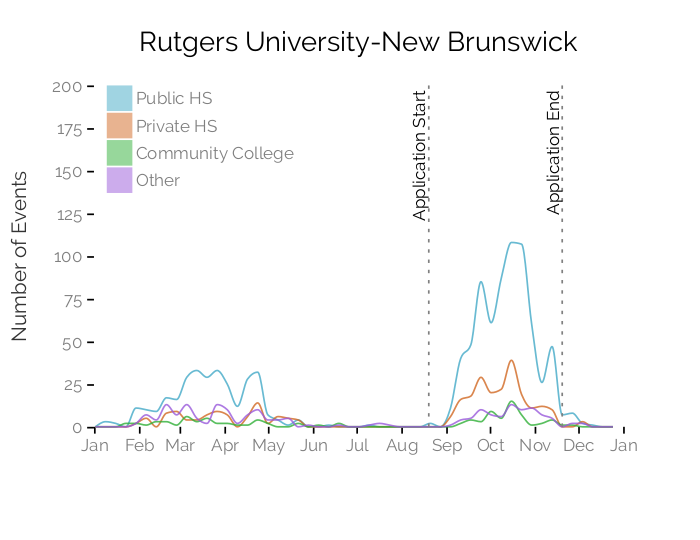 Rutgers University-New Brunswick
Number of Events
200
175
150
125
100
75
50
25
0
Public HS
Private HS
Community College
Other
Application Start
Application End
Jan Feb Mar Apr May Jun Jul Aug Sep Oct Nov Dec Jan